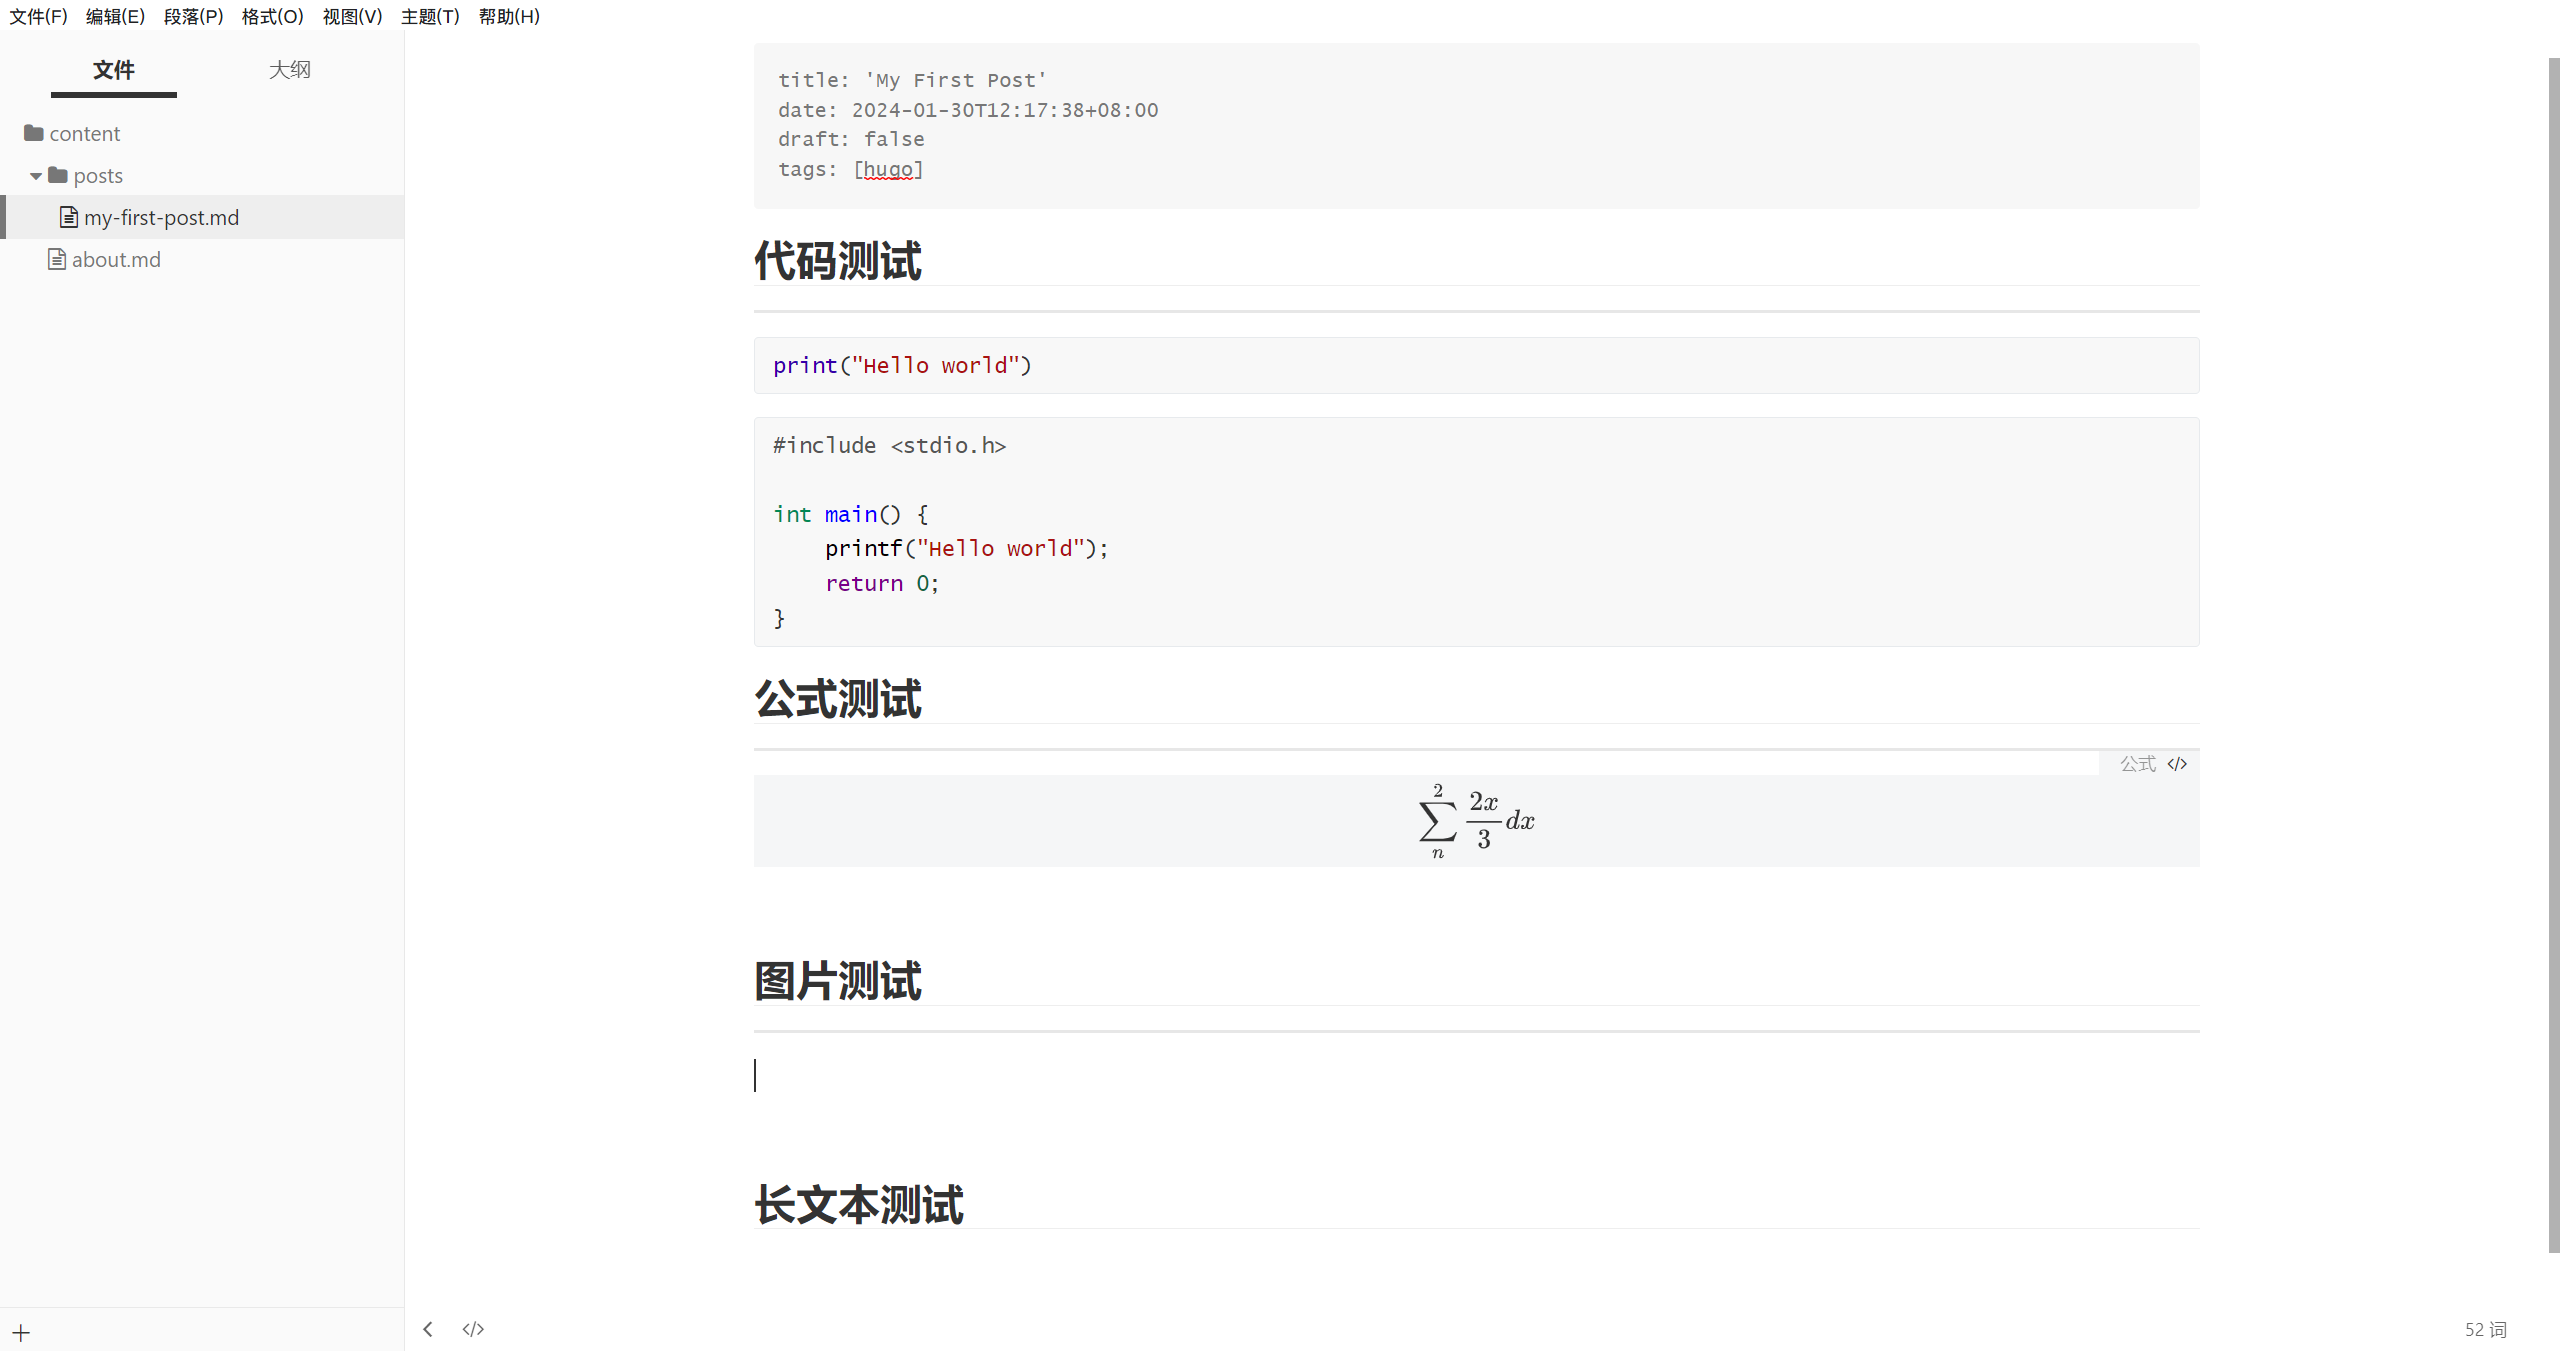 文件(F) 编辑(E) 段落(P) 格式(O) 视图(V) 主题(T) 帮助(H)
文件 大纲
content
posts
my-first-post.md
about.md
title: 'My First Post'
date: 2024-01-30T12:17:38+08:00
draft: false
tags: [hugo]
代码测试
print("Hello world")
#include <stdio.h>
int main() {
    printf("Hello world");
    return 0;
}
公式测试
公式 </>
\sum_{n}^{2} \frac{2x}{3} dx
图片测试
长文本测试
+ < </> 52 词